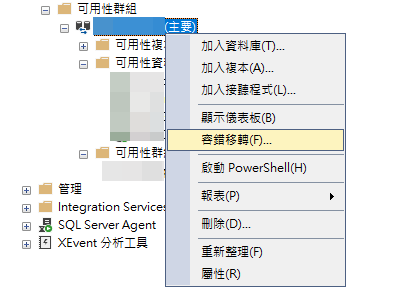 可用性群組
(主要)
可用性複
可用性資料
可用性群組
管理
Integration Services
SQL Server Agent
XEvent 分析工具
加入資料庫(T)...
加入複本(A)...
加入接聽程式(L)...
顯示儀表板(B)
容錯移轉(F)...
啟動 PowerShell(H)
報表(P)
刪除(D)...
重新整理(F)
屬性(R)